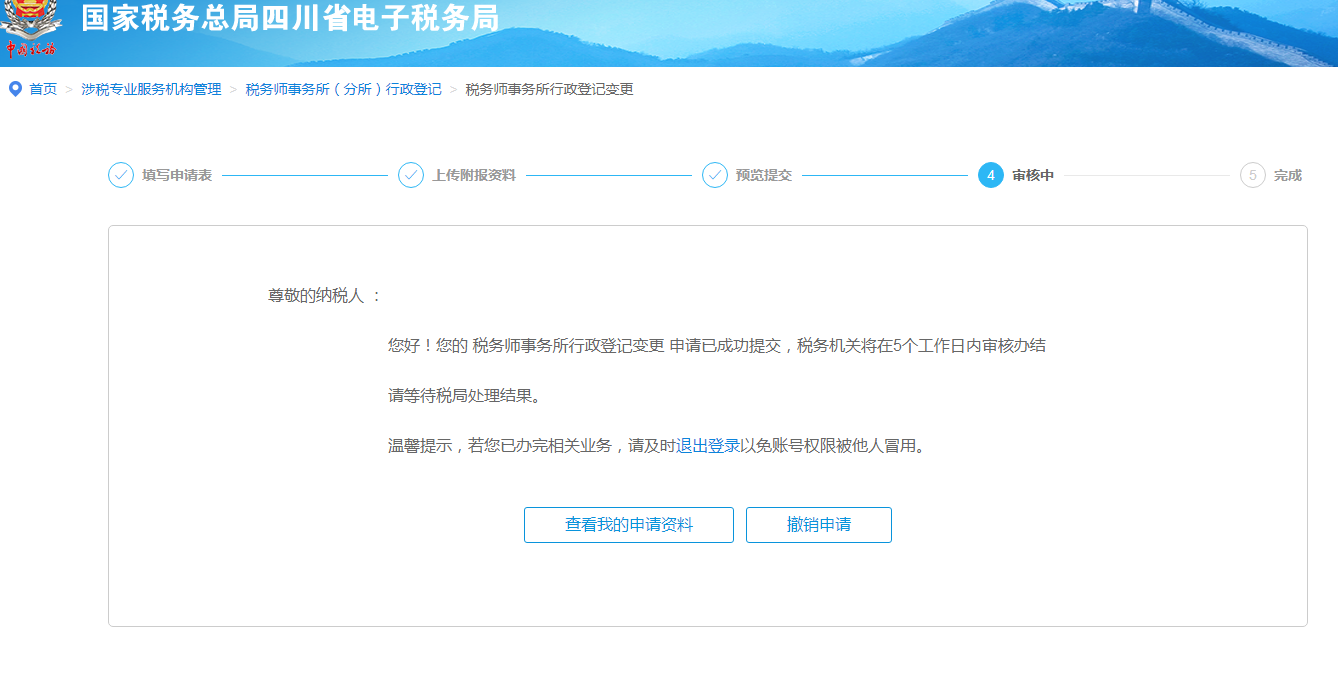 国家税务总局四川省电子税务局
中国税务
首页 > 涉税专业服务机构管理 > 税务师事务所（分所）行政登记 > 税务师事务所行政登记变更
填写申请表 上传附报资料 预览提交 4 审核中 5 完成
尊敬的纳税人 ：
您好！您的 税务师事务所行政登记变更 申请已成功提交，税务机关将在5个工作日内审核办结
请等待税局处理结果。
温馨提示，若您已办完相关业务，请及时退出登录以免账号权限被他人冒用。
查看我的申请资料 撤销申请